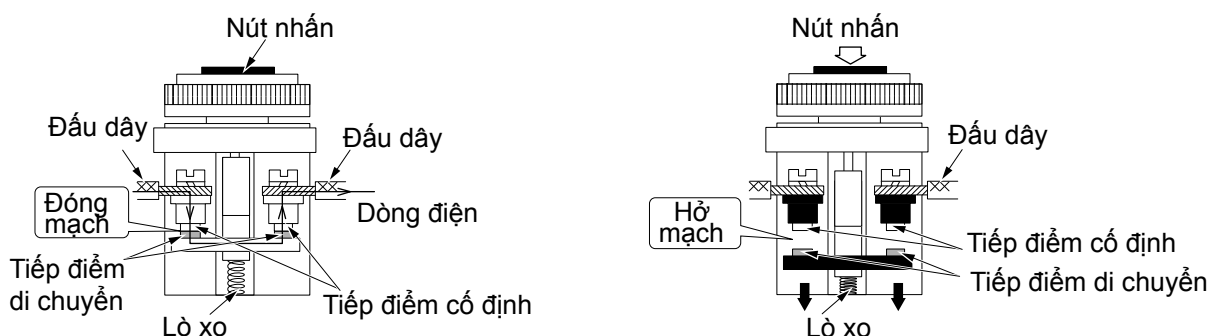 Nút nhấn
Đấu dây
Đấu dây
Đóng
mạch
Dòng điện
Tiếp điểm
di chuyển
Tiếp điểm cố định
Lò xo
Nút nhấn
Đấu dây
Hở
mạch
Tiếp điểm cố định
Tiếp điểm di chuyển
Lò xo